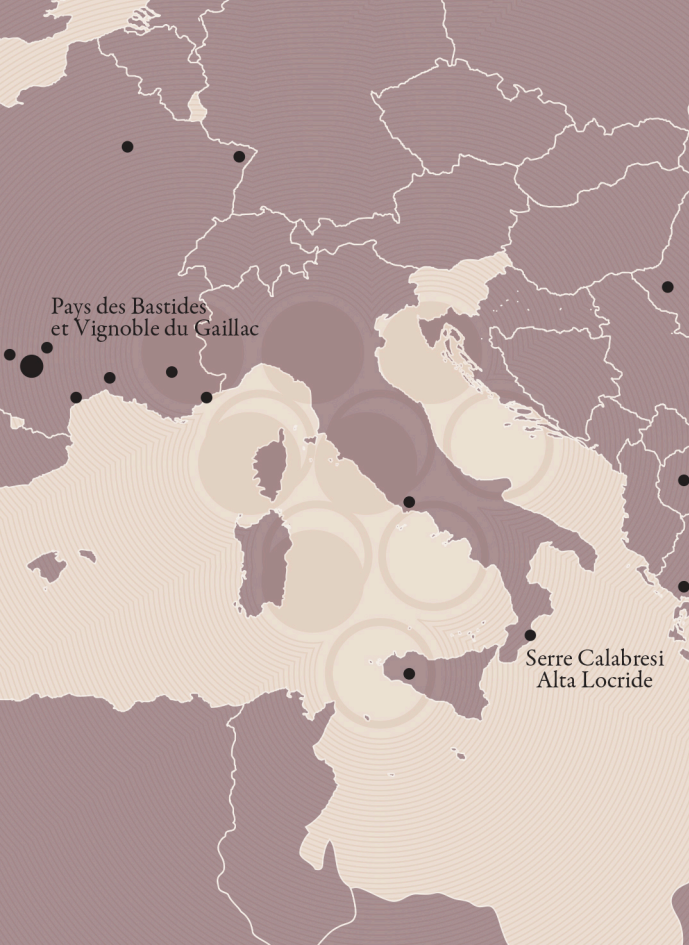 Pays des Bastides
et Vignoble du Gaillac
Serre Calabresi
Alta Locride